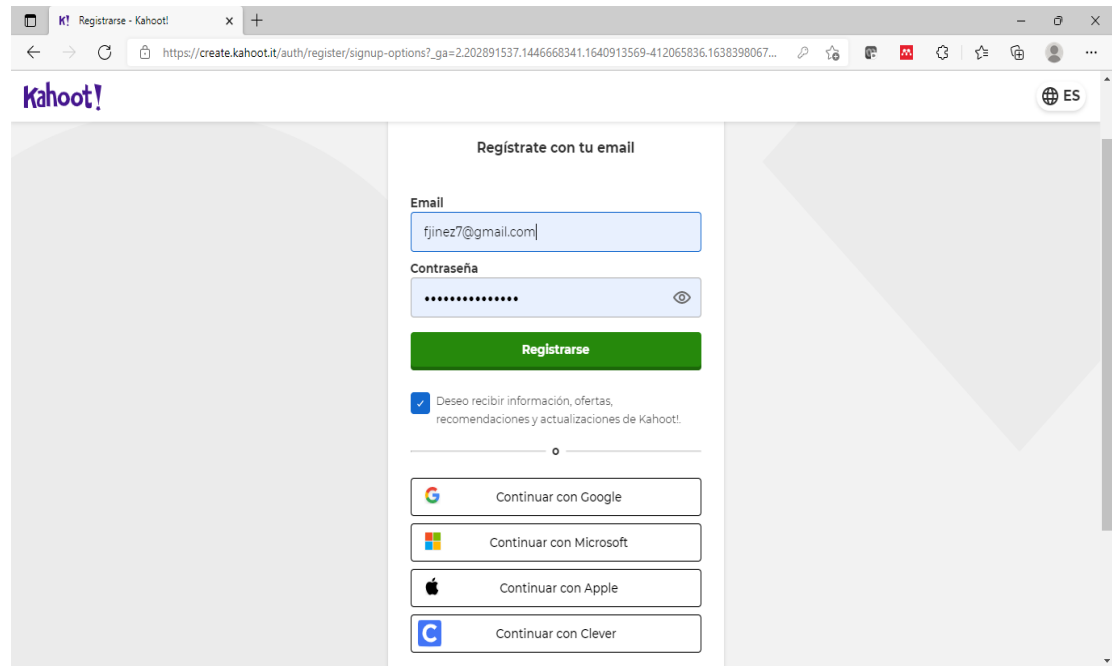 K! Registrarse - Kahoot!
https://create.kahoot.it/auth/register/signup-options?_ga=2.202891537.1446668341.1640913569-412065836.1638398067...
Kahoot!
ES
Regístrate con tu email
Email
fjinez7@gmail.com
Contraseña
•••••••••••••••
Registrarse
Deseo recibir información, ofertas,
recomendaciones y actualizaciones de Kahoot!.
o
Continuar con Google
Continuar con Microsoft
Continuar con Apple
C Continuar con Clever